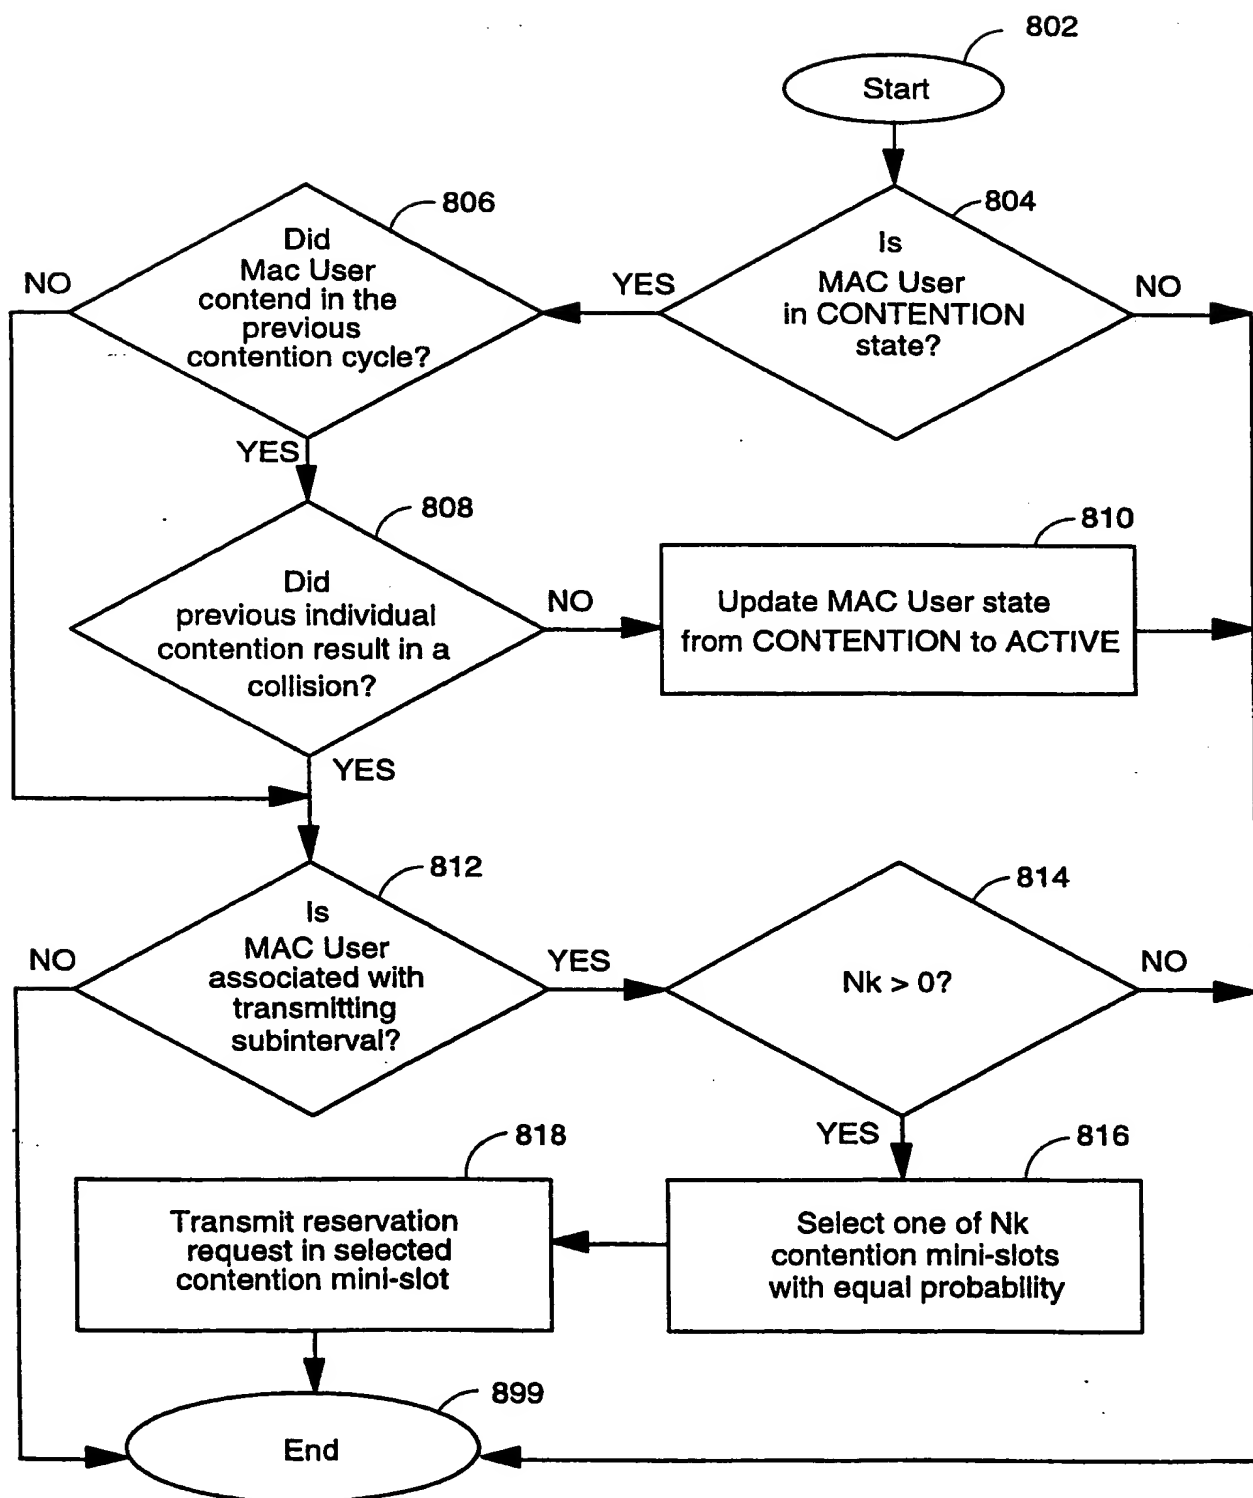 802
Start
804
Is
MAC User
in CONTENTION
state?
YES
NO
806
Did
Mac User
contend in the
previous
contention cycle?
NO
YES
808
Did
previous individual
contention result in a
collision?
NO
YES
810
Update MAC User state
from CONTENTION to ACTIVE
812
Is
MAC User
associated with
transmitting
subinterval?
NO
YES
814
Nk > 0?
NO
YES
816
Select one of Nk
contention mini-slots
with equal probability
818
Transmit reservation
request in selected
contention mini-slot
899
End